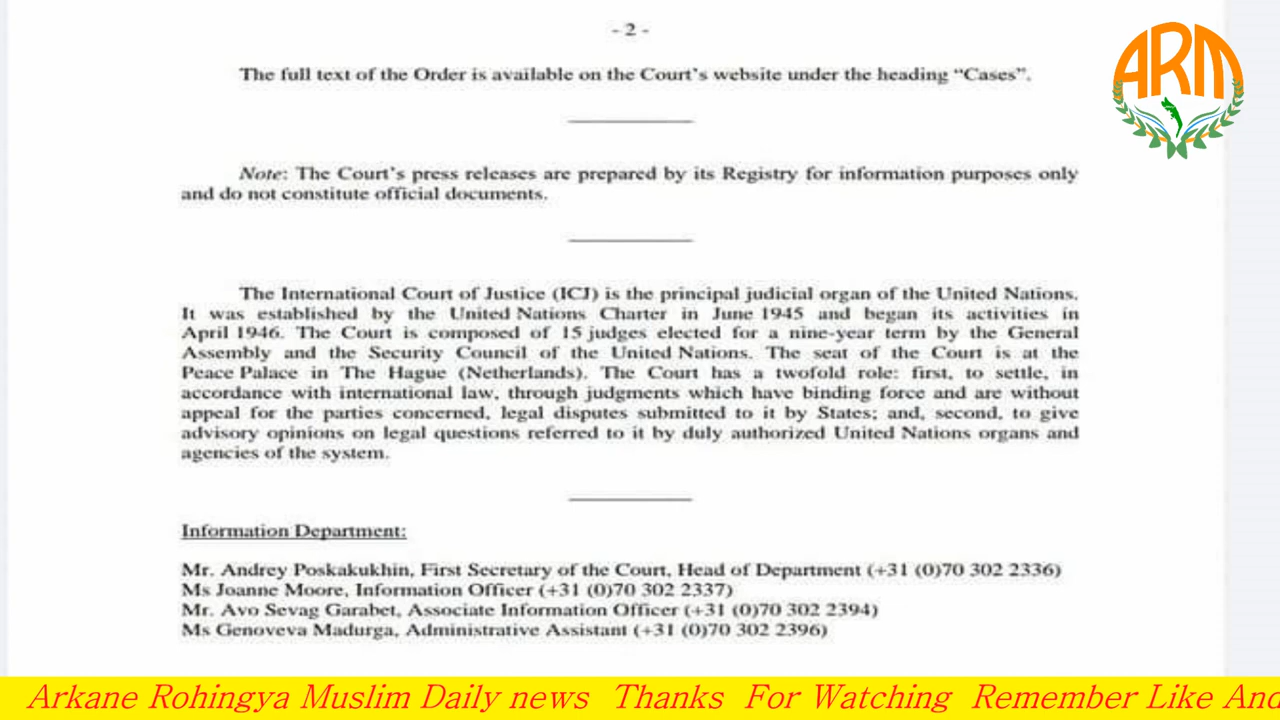 - 2 -
The full text of the Order is available on the Court's website under the heading “Cases”.
ARM
Note: The Court's press releases are prepared by its Registry for information purposes only
and do not constitute official documents.
The International Court of Justice (ICJ) is the principal judicial organ of the United Nations.
It was established by the United Nations Charter in June 1945 and began its activities in
April 1946. The Court is composed of 15 judges elected for a nine-year term by the General
Assembly and the Security Council of the United Nations. The seat of the Court is at the
Peace Palace in The Hague (Netherlands). The Court has a twofold role: first, to settle, in
accordance with international law, through judgments which have binding force and are without
appeal for the parties concerned, legal disputes submitted to it by States; and, second, to give
advisory opinions on legal questions referred to it by duly authorized United Nations organs and
agencies of the system.
Information Department:
Mr. Andrey Poskakukhin, First Secretary of the Court, Head of Department (+31 (0)70 302 2336)
Ms Joanne Moore, Information Officer (+31 (0)70 302 2337)
Mr. Avo Sevag Garabet, Associate Information Officer (+31 (0)70 302 2394)
Ms Genoveva Madurga, Administrative Assistant (+31 (0)70 302 2396)
Arkane Rohingya Muslim Daily news Thanks For Watching Remember Like And